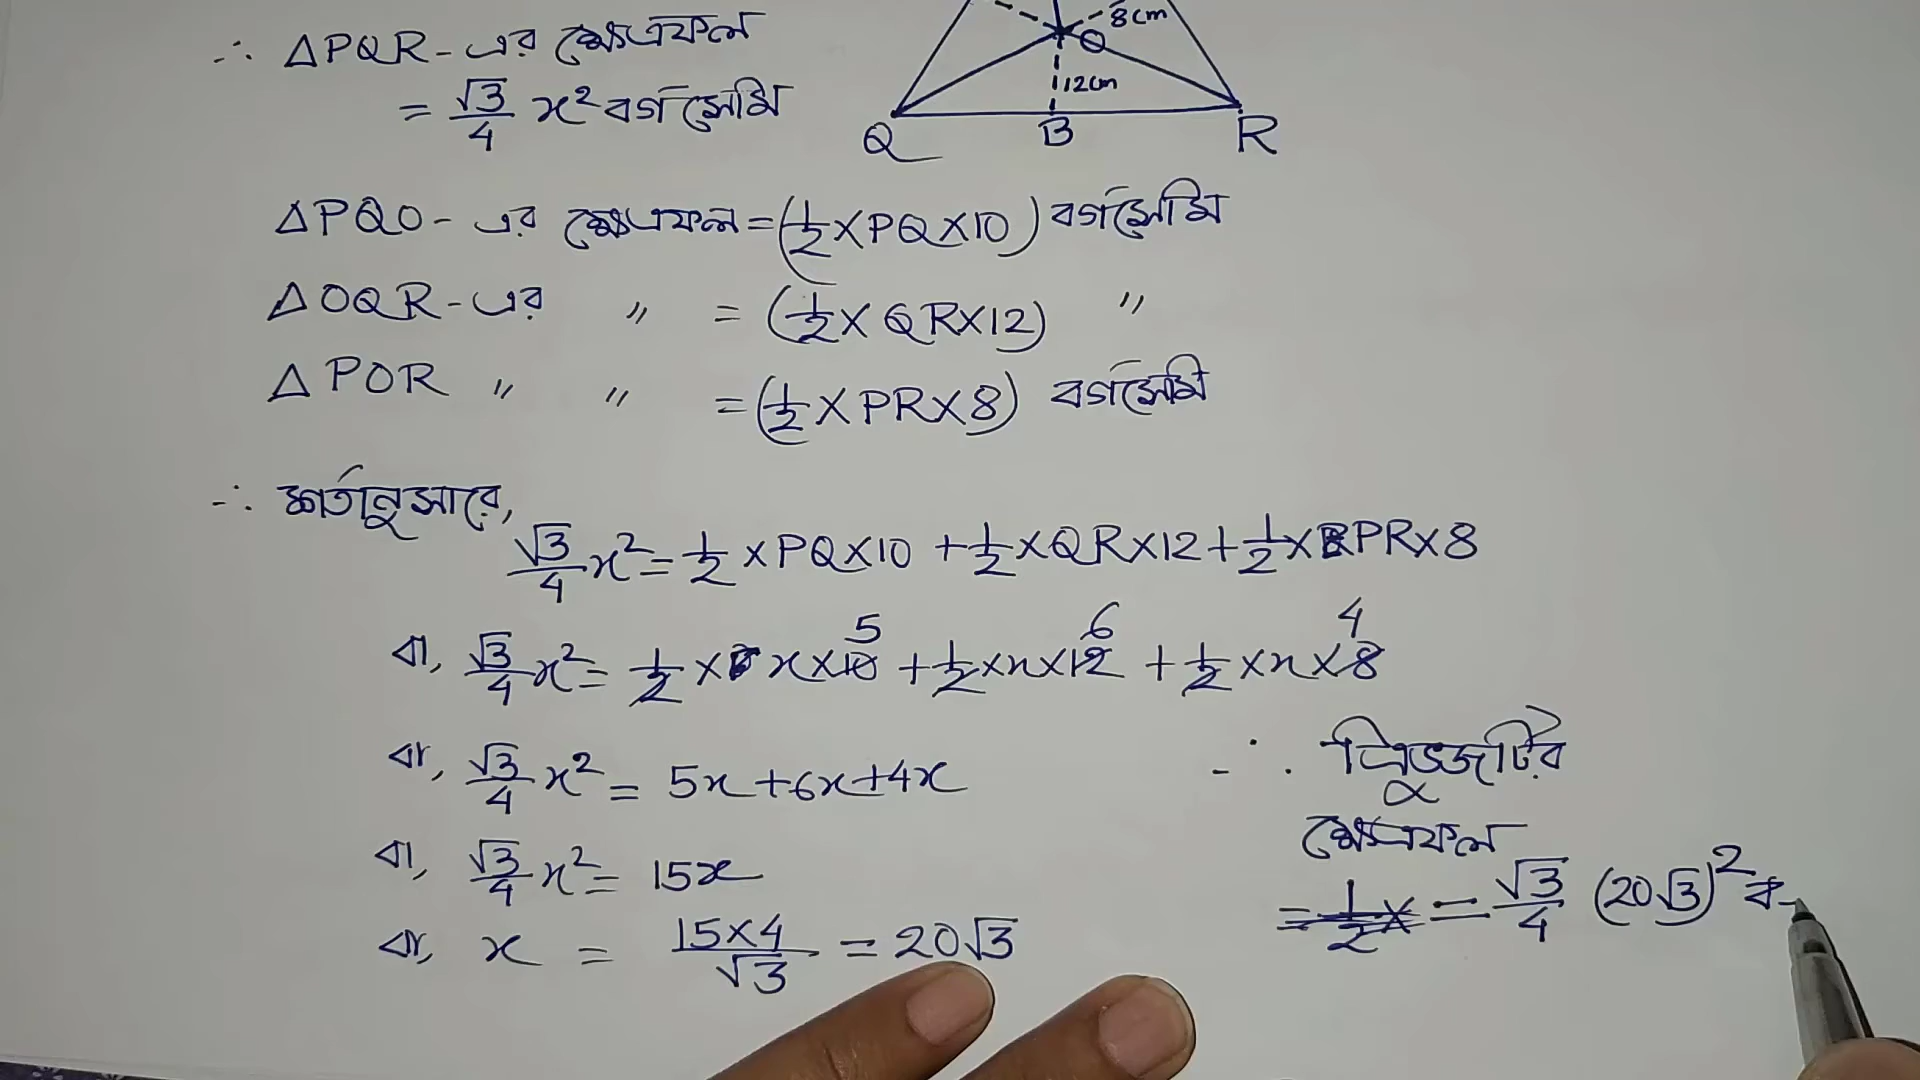 ∴ ΔPQR-এর ক্ষেত্রফল
= √3/4 x² বর্গসেমি
8cm
O
12cm
Q B R
ΔPQO-এর ক্ষেত্রফল = (1/2×PQ×10) বর্গসেমি
ΔOQR-এর " = (1/2×QR×12) "
ΔPOR " " = (1/2×PR×8) বর্গসেমি
∴ শর্তানুসারে,
√3/4 x² = 1/2×PQ×10 + 1/2×QR×12 + 1/2×PR×8
5 6 4
বা, √3/4 x² = 1/2×x×10 + 1/2×x×12 + 1/2×x×8
বা, √3/4 x² = 5x+6x+4x
বা, √3/4 x² = 15x
বা, x = 15×4/√3 = 20√3
∴ ত্রিভুজটির
ক্ষেত্রফল
= 1/2× = √3/4 (20√3)² ব